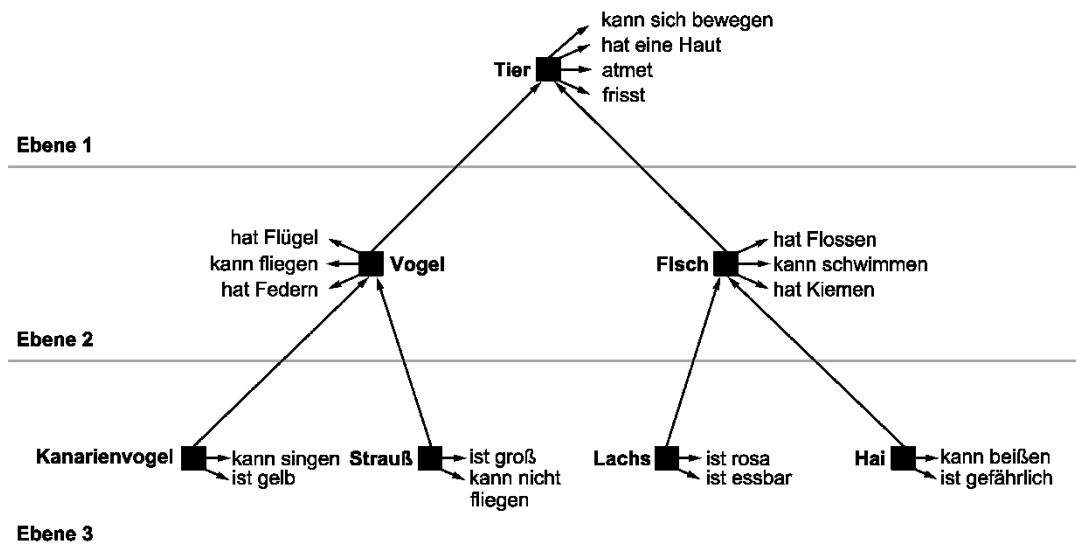 kann sich bewegen
hat eine Haut
Tier
atmet
frisst
Ebene 1
hat Flügel
kann fliegen
hat Federn
Vogel
FIsch
hat Flossen
kann schwimmen
hat Kiemen
Ebene 2
Kanarienvogel
kann singen
ist gelb
Strauß
ist groß
kann nicht
fliegen
Lachs
ist rosa
ist essbar
Hai
kann beißen
ist gefährlich
Ebene 3